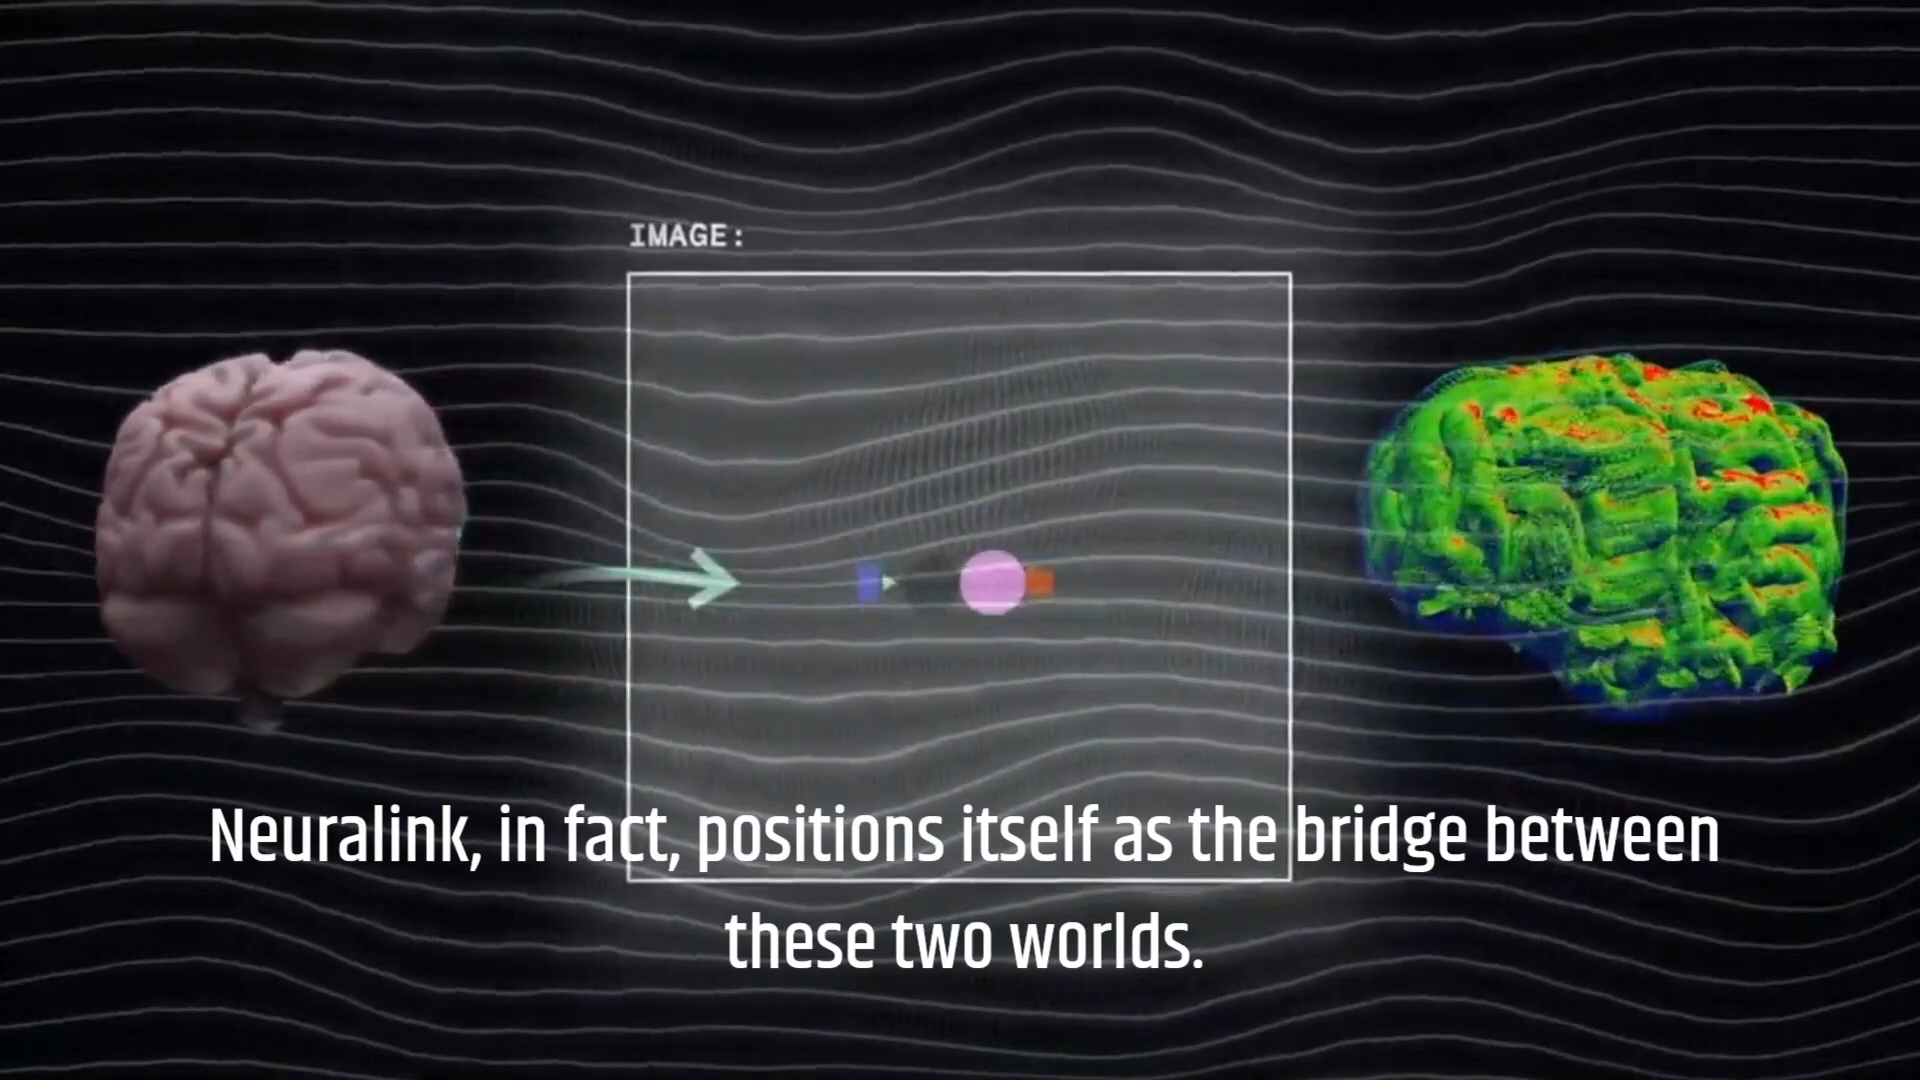 IMAGE:
Neuralink, in fact, positions itself as the bridge between
these two worlds.